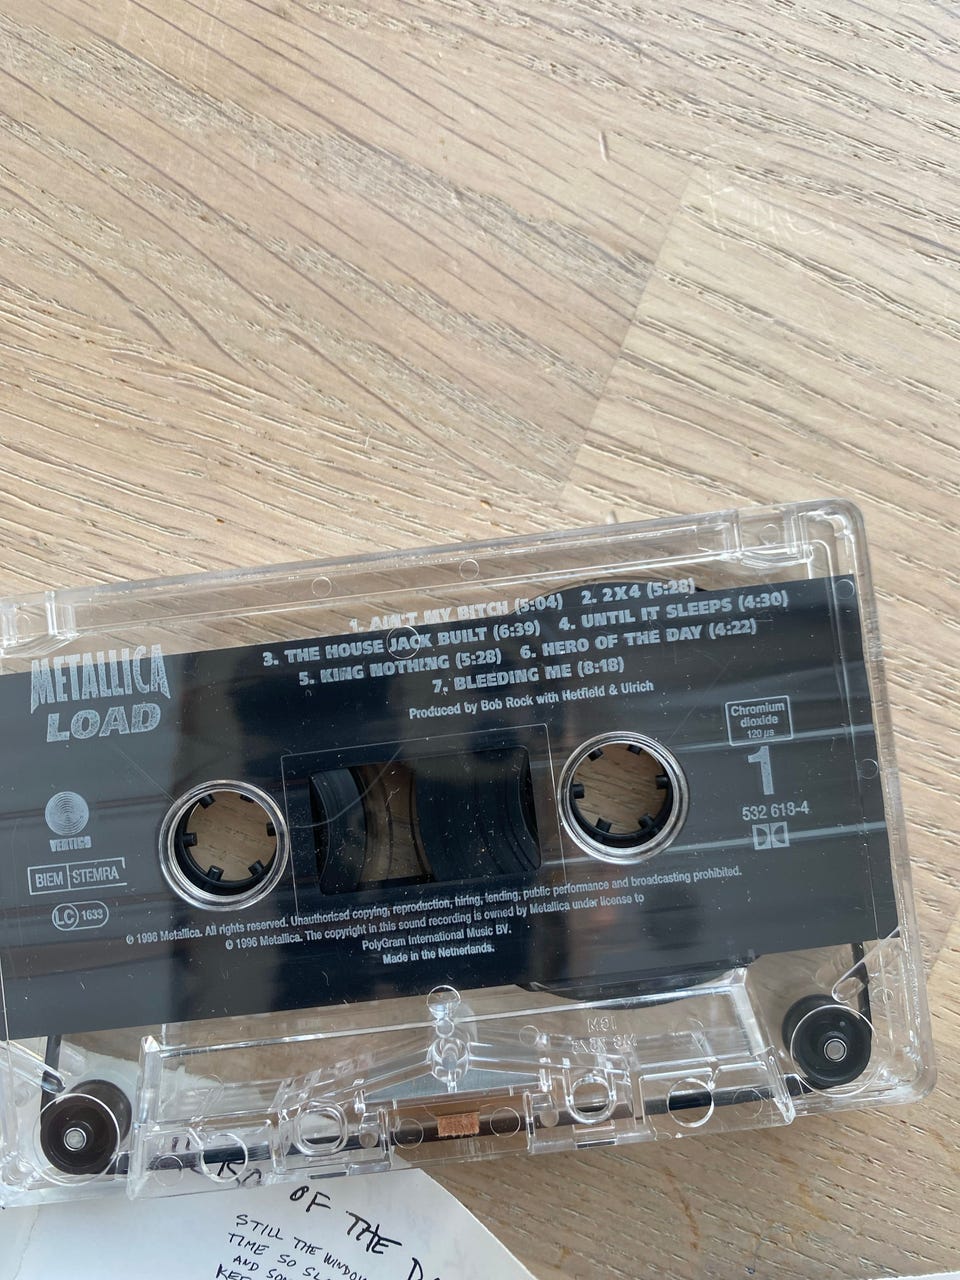 1. AIN'T MY BITCH (5:04) 2. 2X4 (5:28)
3. THE HOUSE JACK BUILT (6:39) 4. UNTIL IT SLEEPS (4:30)
5. KING NOTHING (5:28) 6. HERO OF THE DAY (4:22)
7. BLEEDING ME (8:18)
Produced by Bob Rock with Hetfield & Ulrich
METALLICA
LOAD
Chromium
dioxide
120 µs
1
532 618-4
VERTIGO
BIEM STEMRA
LC 1633
℗ 1996 Metallica. All rights reserved. Unauthorised copying, reproduction, hiring, lending, public performance and broadcasting prohibited.
© 1996 Metallica. The copyright in this sound recording is owned by Metallica under license to
PolyGram International Music BV.
Made in the Netherlands.
OF THE
STILL THE
TIME SO
AND